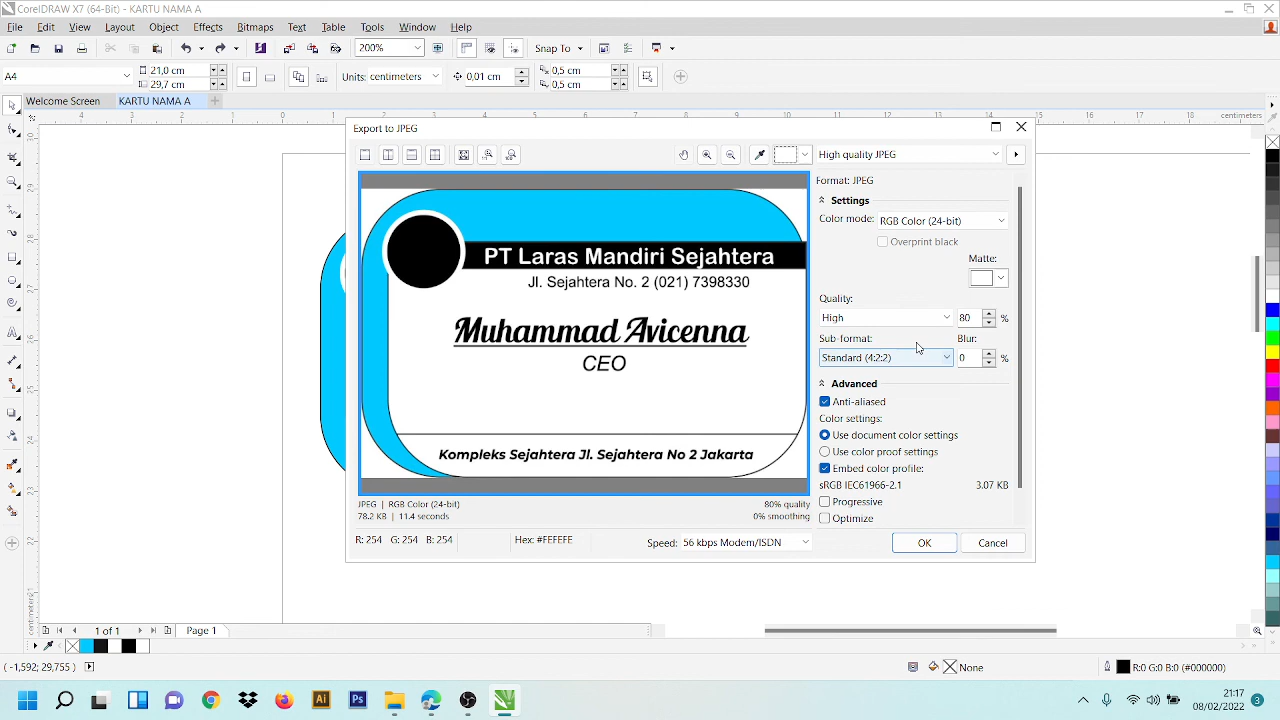 CorelDRAW X7 (64-Bit) - KARTU NAMA A
File Edit View Layout Object Effects Bitmaps Text Table Tools Window Help
200% Snap To
A4 21,0 cm 29,7 cm Units: centimeters 0,01 cm 0,5 cm 0,5 cm
Welcome Screen KARTU NAMA A
centimeters
Export to JPEG
High quality JPEG
Format: JPEG
Settings
Color mode: RGB Color (24-bit)
Overprint black
Matte:
Quality:
High 80 %
Sub-format: Blur:
Standard (4:2:2) 0 %
Advanced
Anti-aliased
Color settings:
Use document color settings
Use color proof settings
Embed color profile:
sRGB IEC61966-2.1 3.07 KB
Progressive
Optimize
PT Laras Mandiri Sejahtera
Jl. Sejahtera No. 2 (021) 7398330
Muhammad Avicenna
CEO
Kompleks Sejahtera Jl. Sejahtera No 2 Jakarta
JPEG | RGB Color (24-bit) 80% quality
78.2 KB | 11.4 seconds 0% smoothing
R: 254 G: 254 B: 254 Hex: #FEFEFE Speed: 56 kbps Modem/ISDN OK Cancel
1 of 1 Page 1
( -1,592; 29,755 ) None R:0 G:0 B:0 (#000000)
Ai Ps
21:17
08/02/2022
3